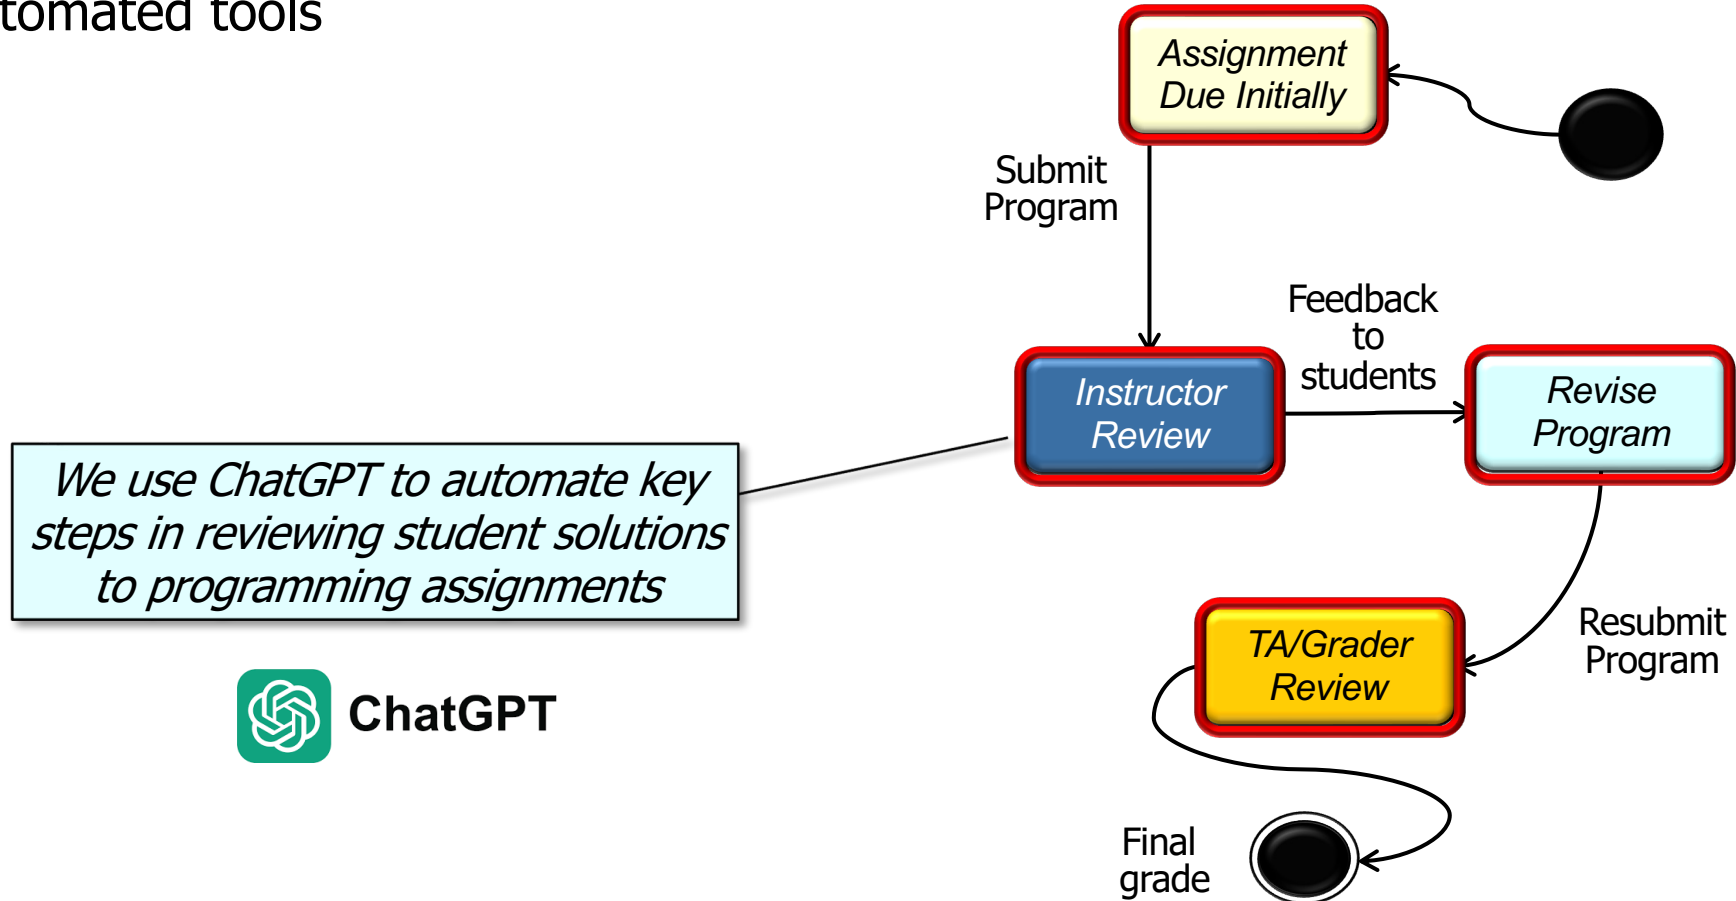 tomated tools
Assignment
Due Initially
Submit
Program
Feedback
to
students
Instructor
Review
Revise
Program
We use ChatGPT to automate key
steps in reviewing student solutions
to programming assignments
TA/Grader
Review
Resubmit
Program
ChatGPT
Final
grade